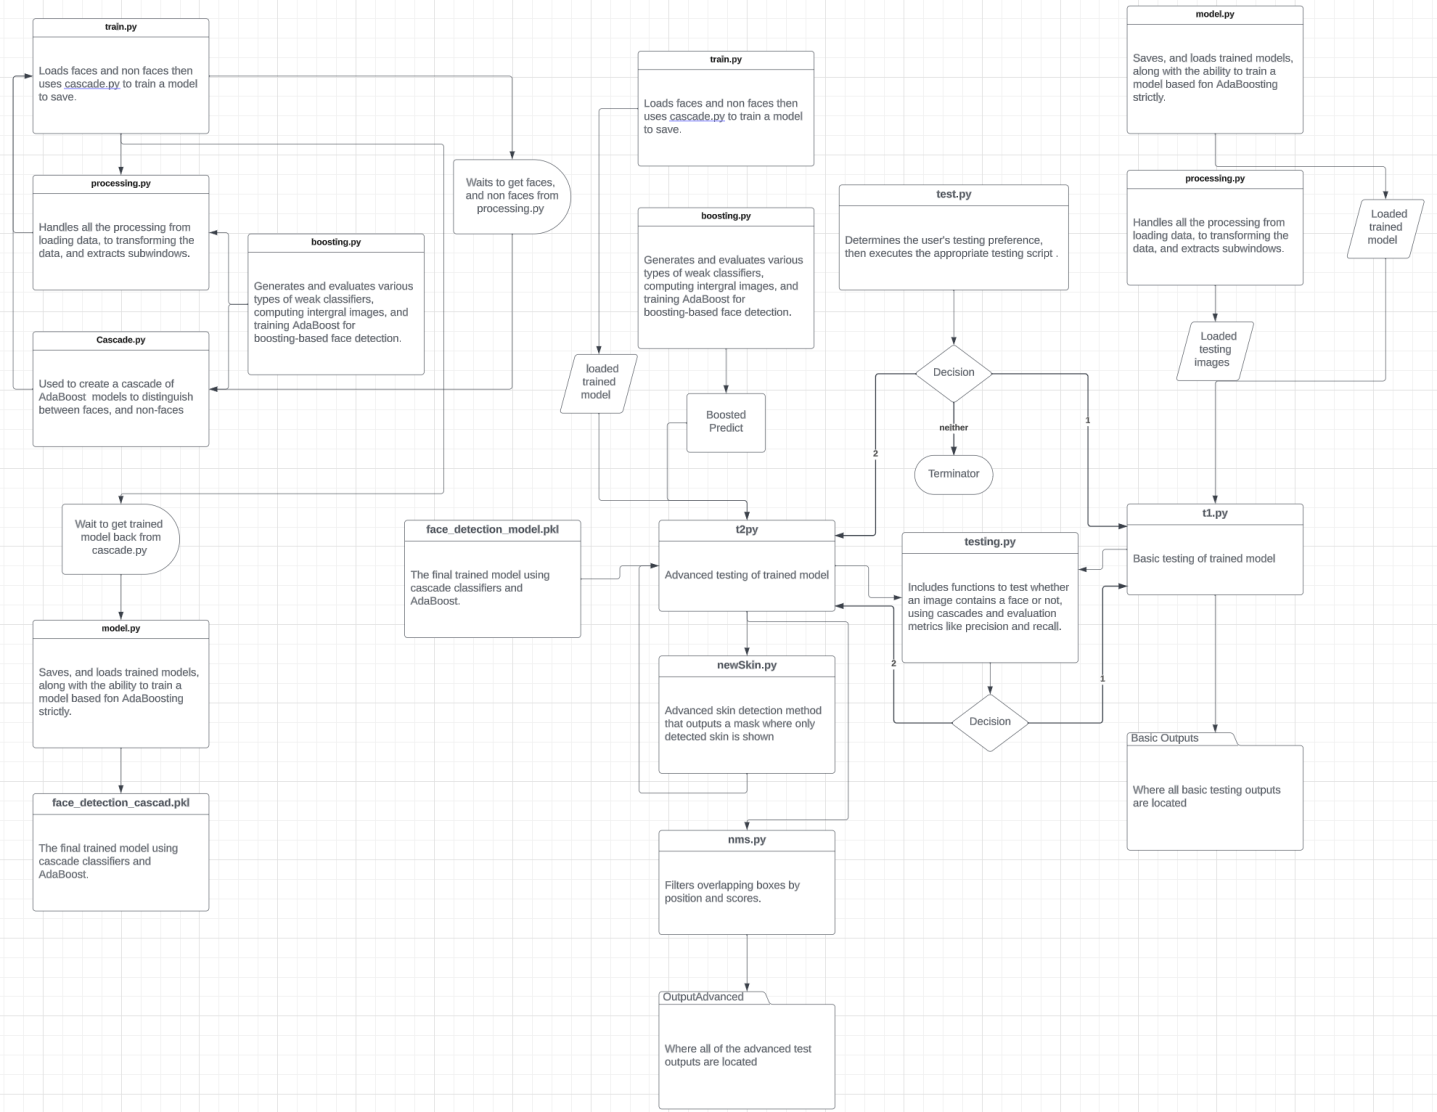 train.py
Loads faces and non faces then
uses cascade.py to train a model
to save.
processing.py
Handles all the processing from
loading data, to transforming the
data, and extracts subwindows.
Cascade.py
Used to create a cascade of
AdaBoost models to distinguish
between faces, and non-faces
boosting.py
Generates and evaluates various
types of weak classifiers,
computing intergral images, and
training AdaBoost for
boosting-based face detection.
Waits to get faces,
and non faces from
processing.py
Wait to get trained
model back from
cascade.py
model.py
Saves, and loads trained models,
along with the ability to train a
model based fon AdaBoosting
strictly.
face_detection_cascad.pkl
The final trained model using
cascade classifiers and
AdaBoost.
train.py
Loads faces and non faces then
uses cascade.py to train a model
to save.
boosting.py
Generates and evaluates various
types of weak classifiers,
computing intergral images, and
training AdaBoost for
boosting-based face detection.
loaded
trained
model
Boosted
Predict
face_detection_model.pkl
The final trained model using
cascade classifiers and
AdaBoost.
t2py
Advanced testing of trained model
newSkin.py
Advanced skin detection method
that outputs a mask where only
detected skin is shown
nms.py
Filters overlapping boxes by
position and scores.
OutputAdvanced
Where all of the advanced test
outputs are located
test.py
Determines the user's testing preference,
then executes the appropriate testing script .
Decision
2
neither
1
Terminator
testing.py
Includes functions to test whether
an image contains a face or not,
using cascades and evaluation
metrics like precision and recall.
2
Decision
1
model.py
Saves, and loads trained models,
along with the ability to train a
model based fon AdaBoosting
strictly.
processing.py
Handles all the processing from
loading data, to transforming the
data, and extracts subwindows.
Loaded
trained
model
Loaded
testing
images
t1.py
Basic testing of trained model
Basic Outputs
Where all basic testing outputs
are located